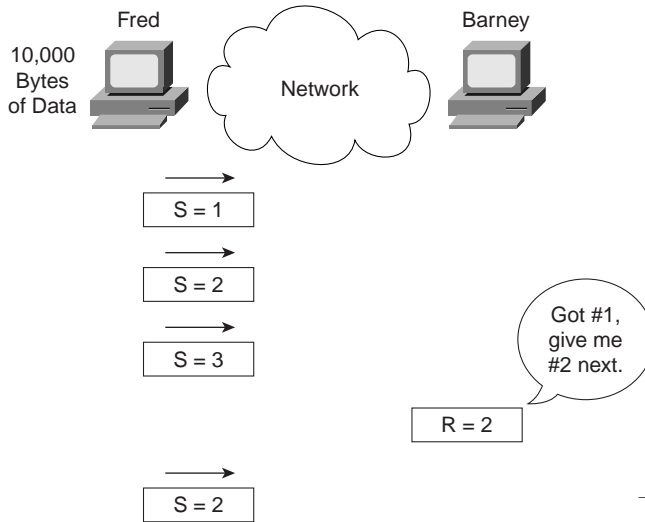 Fred
Barney
10,000
Bytes
of Data
Network
S = 1
S = 2
S = 3
Got #1,
give me
#2 next.
R = 2
S = 2